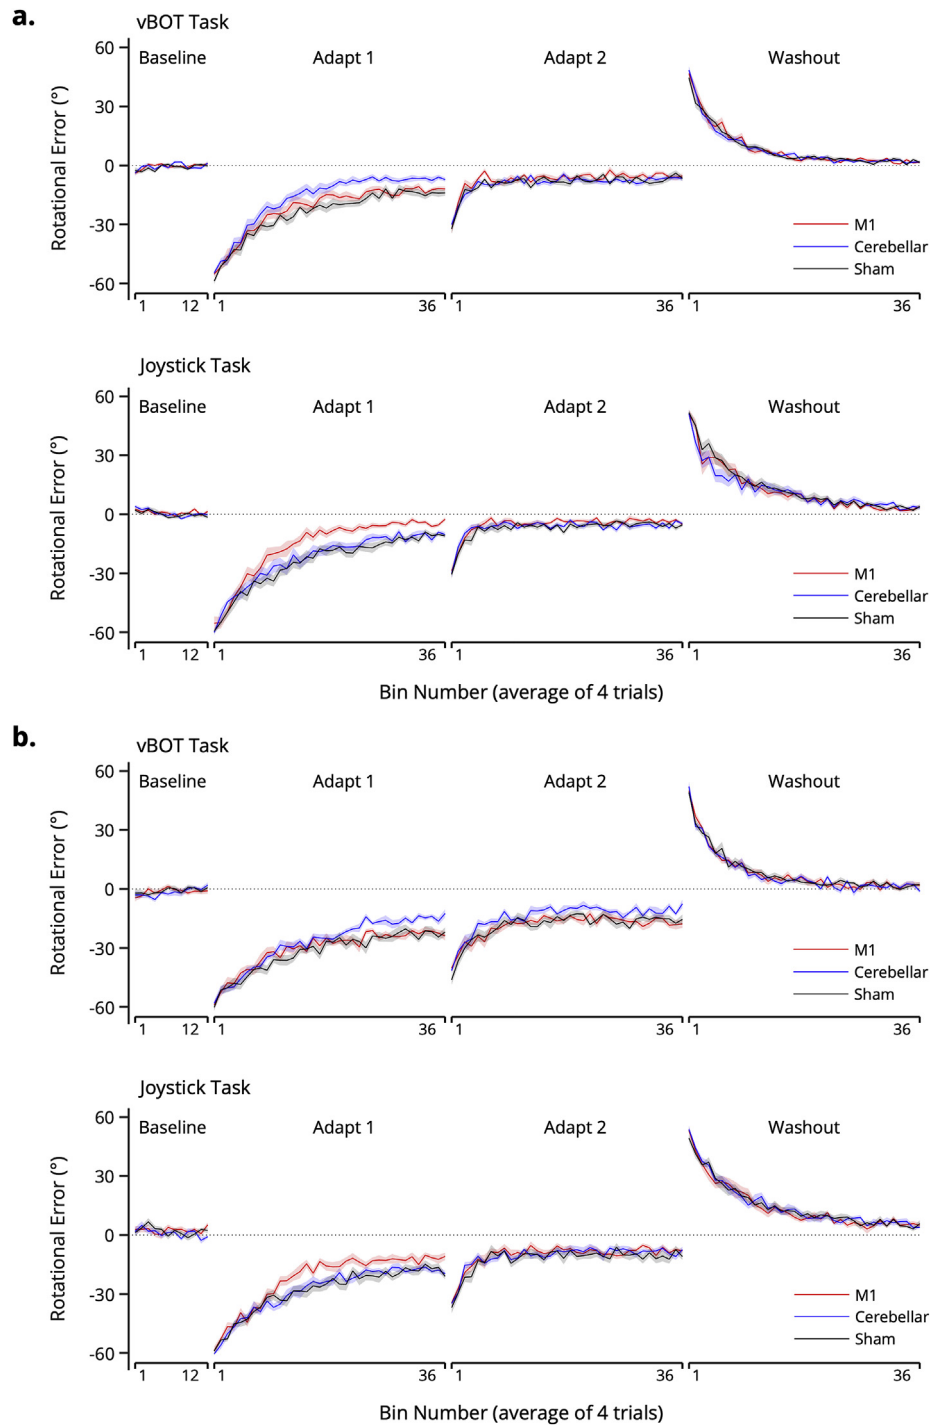 a.
vBOT Task
Baseline Adapt 1 Adapt 2 Washout
60
30
0
-30
-60
Rotational Error (°)
M1
Cerebellar
Sham
1 12 1 36 1 36 1 36
Joystick Task
Baseline Adapt 1 Adapt 2 Washout
60
30
0
-30
-60
Rotational Error (°)
M1
Cerebellar
Sham
1 12 1 36 1 36 1 36
Bin Number (average of 4 trials)
b.
vBOT Task
Baseline Adapt 1 Adapt 2 Washout
60
30
0
-30
-60
Rotational Error (°)
M1
Cerebellar
Sham
1 12 1 36 1 36 1 36
Joystick Task
Baseline Adapt 1 Adapt 2 Washout
60
30
0
-30
-60
Rotational Error (°)
M1
Cerebellar
Sham
1 12 1 36 1 36 1 36
Bin Number (average of 4 trials)